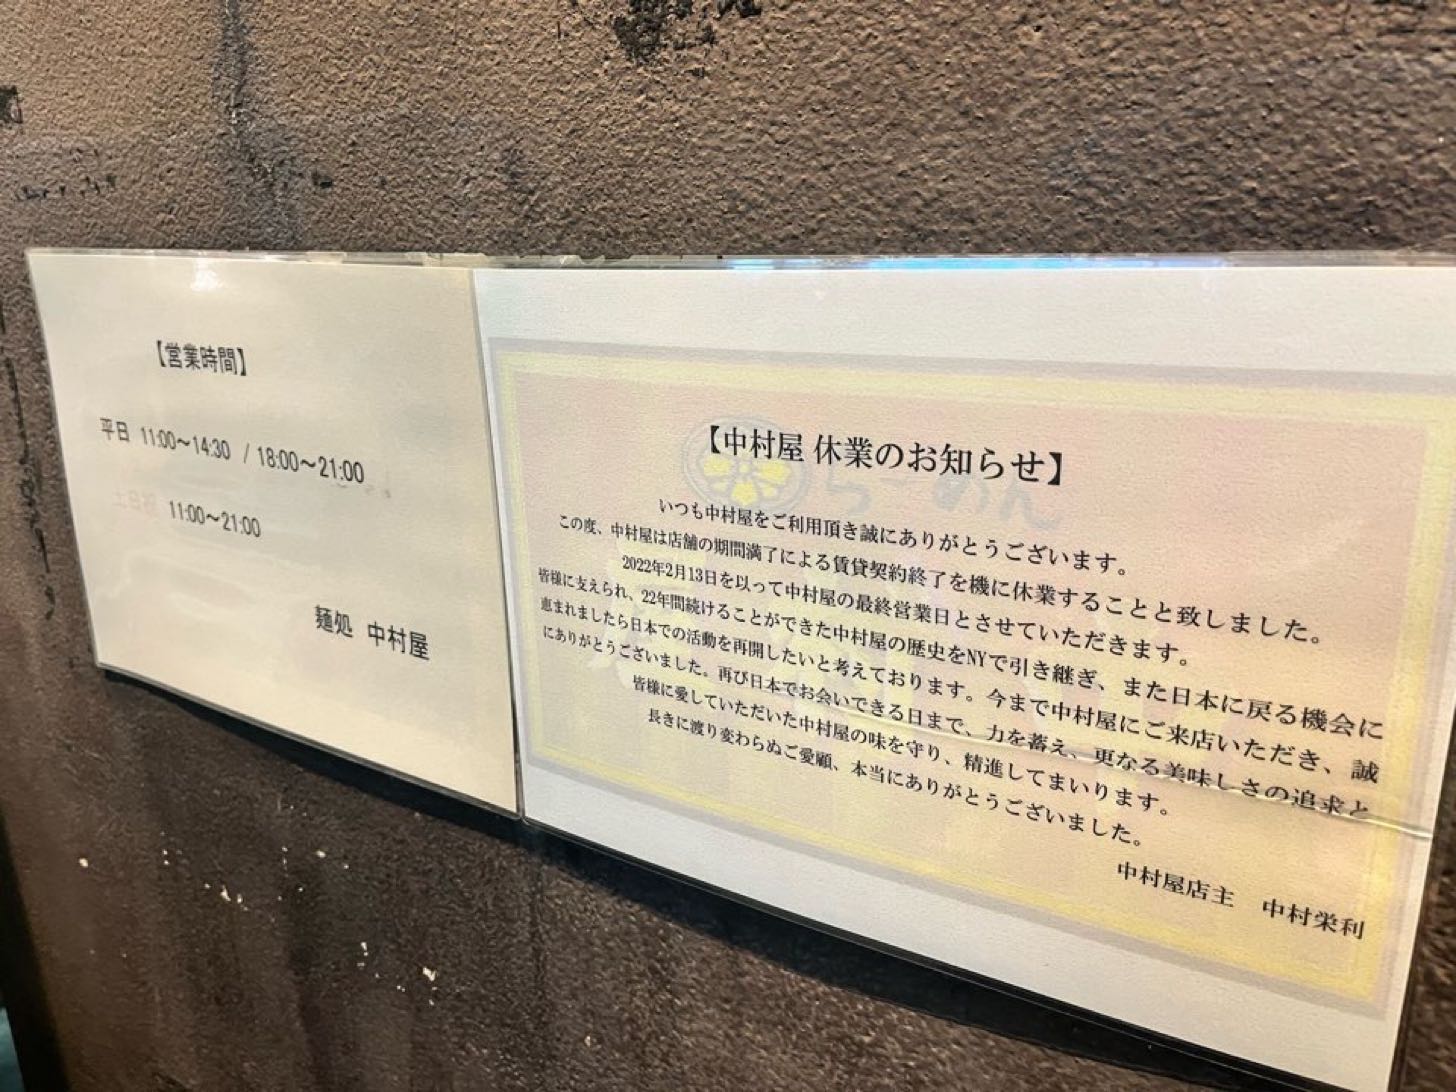 【営業時間】
平日 11:00～14:30 / 18:00～21:00
土 祝日 11:00～21:00
麺処 中村屋
【中村屋 休業のお知らせ】
らーめん
いつも中村屋をご利用頂き誠にありがとうございます。
この度、中村屋は店舗の期間満了による賃貸契約終了を機に休業することと致しました。
2022年2月13日を以って中村屋の最終営業日とさせていただきます。
皆様に支えられ、22年間続けることができた中村屋の歴史をNYで引き継ぎ、また日本に戻る機会に
恵まれましたら日本での活動を再開したいと考えております。今まで中村屋にご来店いただき、誠
にありがとうございました。再び日本でお会いできる日まで、力を蓄え、更なる美味しさの追求と
皆様に愛していただいた中村屋の味を守り、精進してまいります。
長きに渡り変わらぬご愛顧、本当にありがとうございました。
中村屋店主 中村栄利